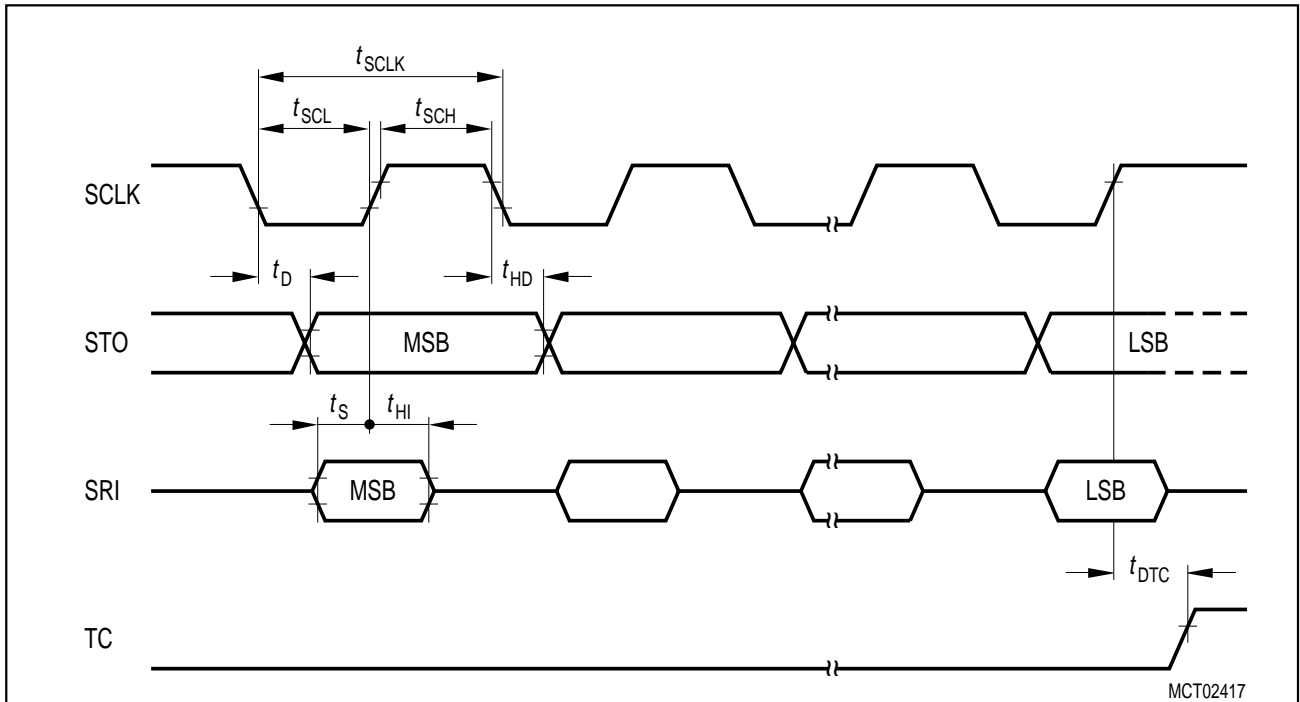 tSCLK
tSCL tSCH
SCLK
tD tHD
STO MSB LSB
tS tHI
SRI MSB LSB
tDTC
TC
MCT02417